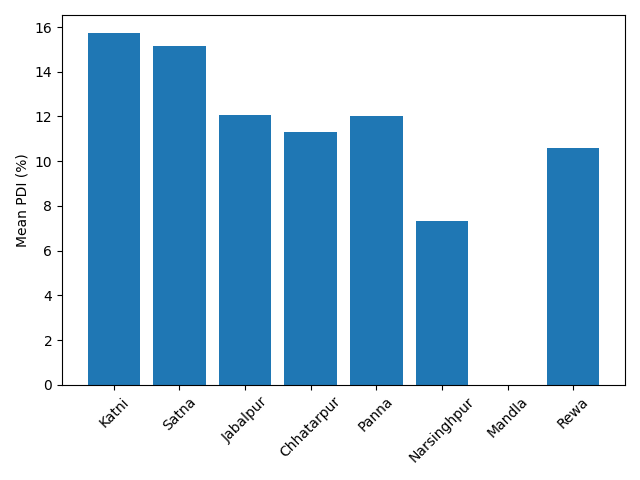 Mean PDI (%)
16
14
12
10
8
6
4
2
0
Katni
Satna
Jabalpur
Chhatarpur
Panna
Narsinghpur
Mandla
Rewa